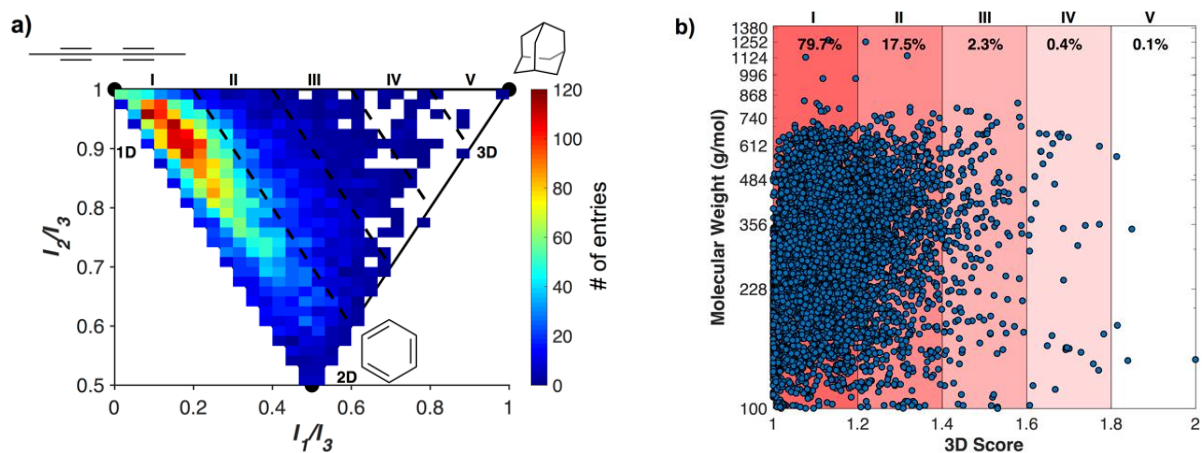 a)
I II III IV V
1
0.9
0.8
0.7
0.6
0.5
I2/I3
1D
2D
3D
0 0.2 0.4 0.6 0.8 1
I1/I3
120
100
80
60
40
20
0
# of entries
b)
I II III IV V
79.7% 17.5% 2.3% 0.4% 0.1%
1380
1252
1124
996
868
740
612
484
356
228
100
Molecular Weight (g/mol)
1 1.2 1.4 1.6 1.8 2
3D Score